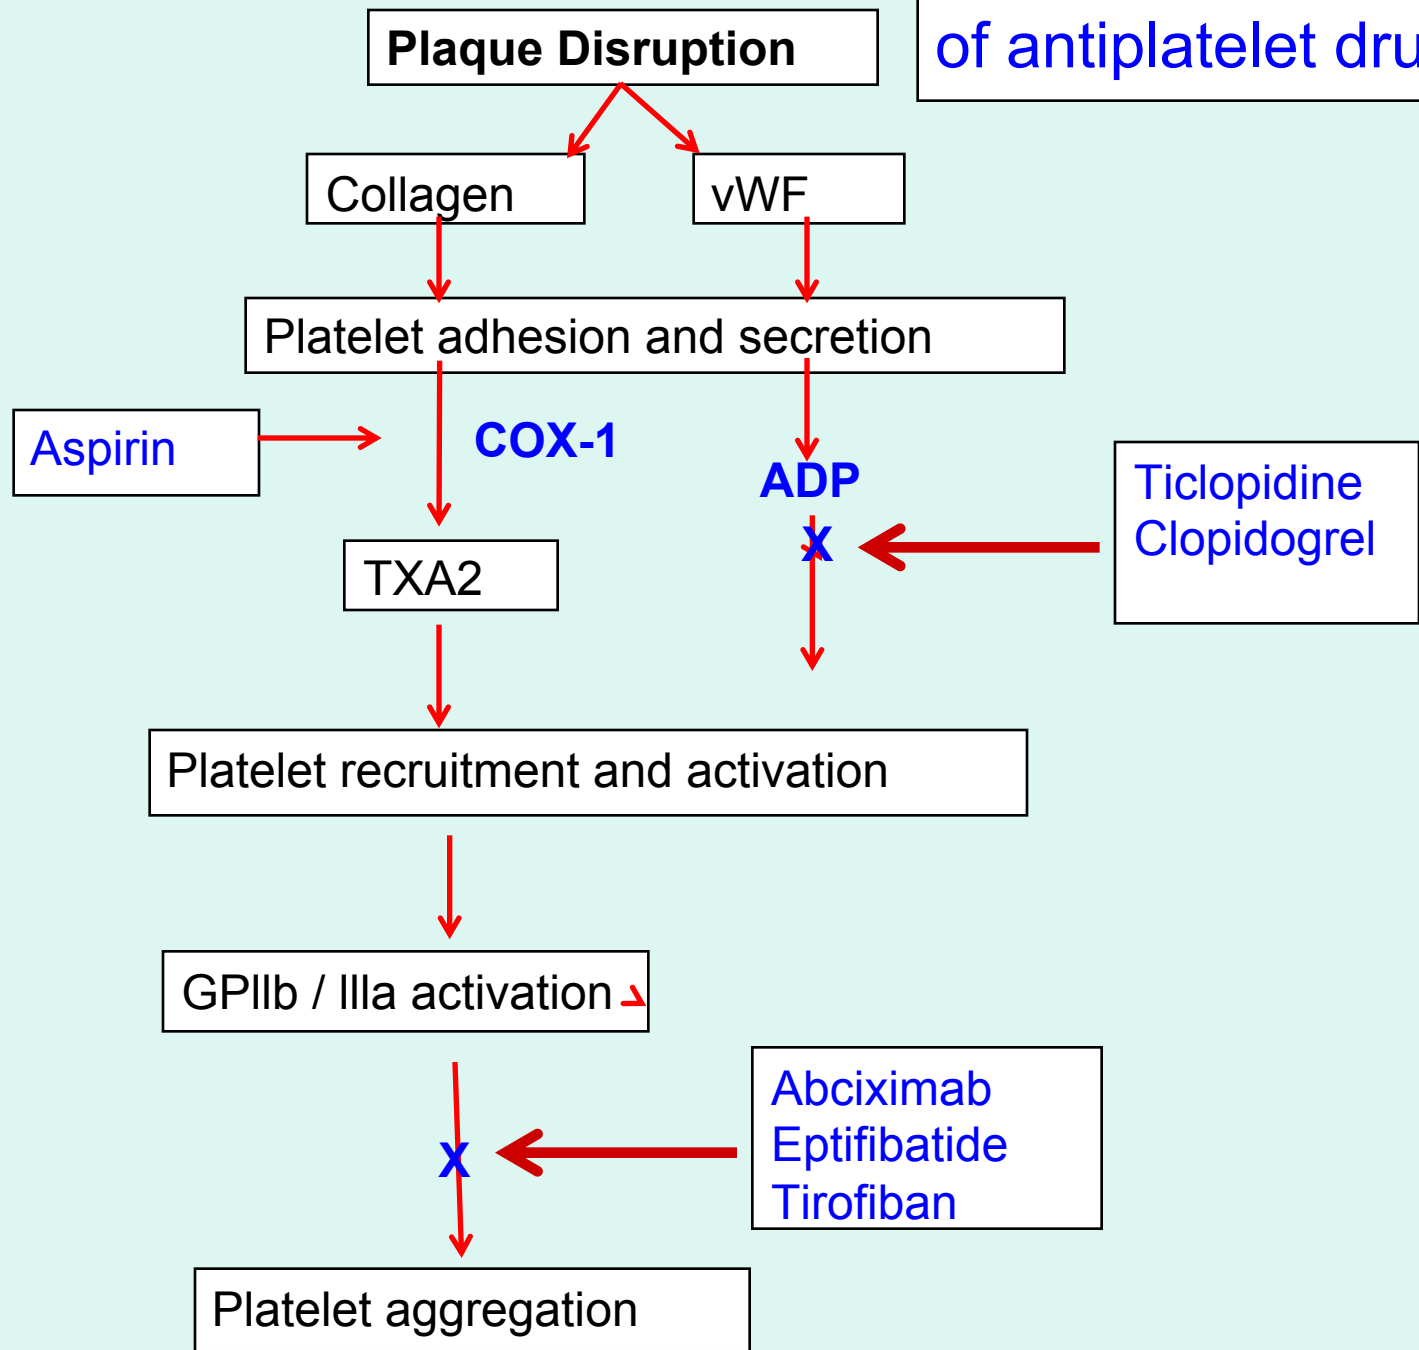 of antiplatelet dru
Plaque Disruption
Collagen
vWF
Platelet adhesion and secretion
Aspirin
COX-1
ADP
Ticlopidine
Clopidogrel
X
TXA2
Platelet recruitment and activation
GPIIb / IIIa activation
Abciximab
Eptifibatide
Tirofiban
X
Platelet aggregation